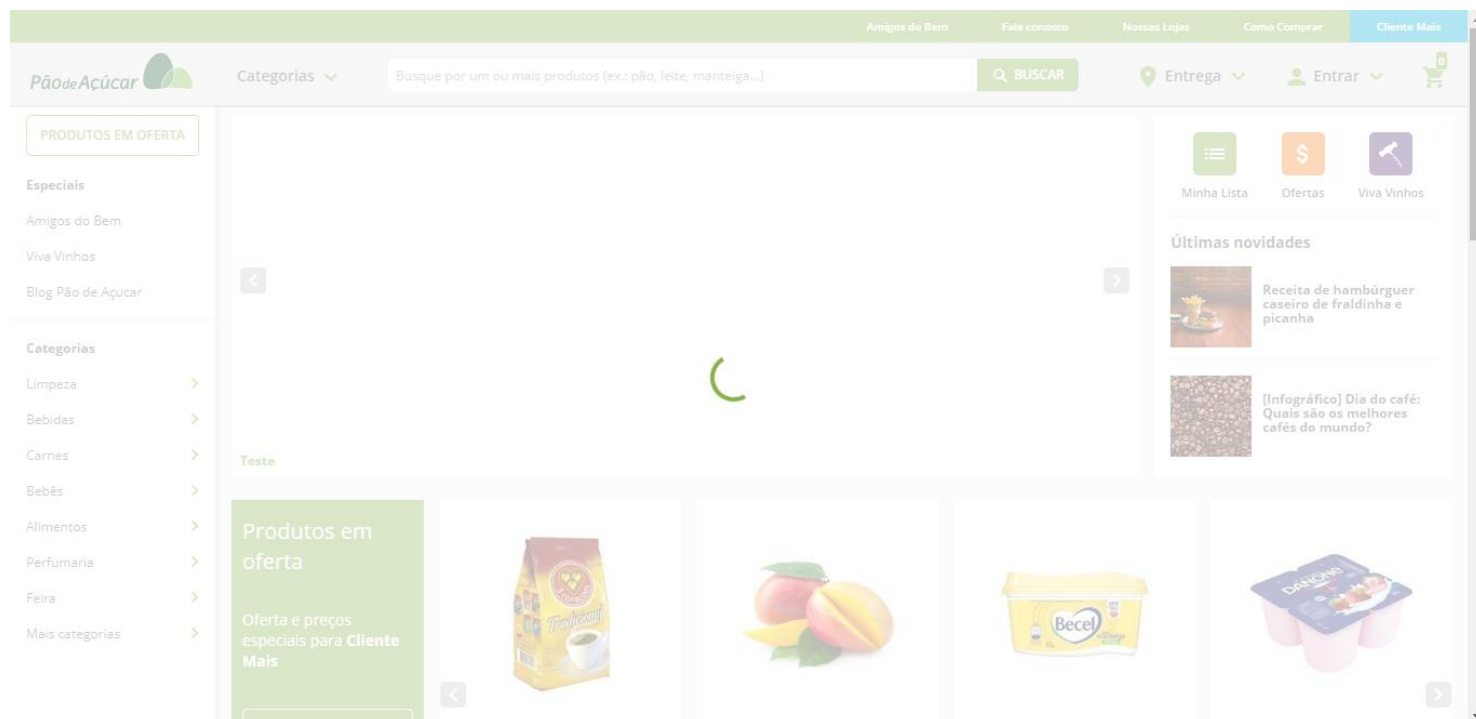 Amigos do Bem Fale conosco Nossas Lojas Como Comprar Cliente Mais
PãodeAçúcar Categorias Busque por um ou mais produtos (ex.: pão, leite, manteiga...) BUSCAR Entrega Entrar 0
PRODUTOS EM OFERTA
Especiais
Amigos do Bem
Viva Vinhos
Blog Pão de Açucar
Categorias
Limpeza
Bebidas
Carnes
Bebês
Alimentos
Perfumaria
Feira
Mais categorias
Teste
Minha Lista Ofertas Viva Vinhos
Últimas novidades
Receita de hambúrguer
caseiro de fraldinha e
picanha
[Infográfico] Dia do café:
Quais são os melhores
cafés do mundo?
Produtos em
oferta
Oferta e preços
especiais para Cliente
Mais
Tradicional
Becel
manteiga
DANONE